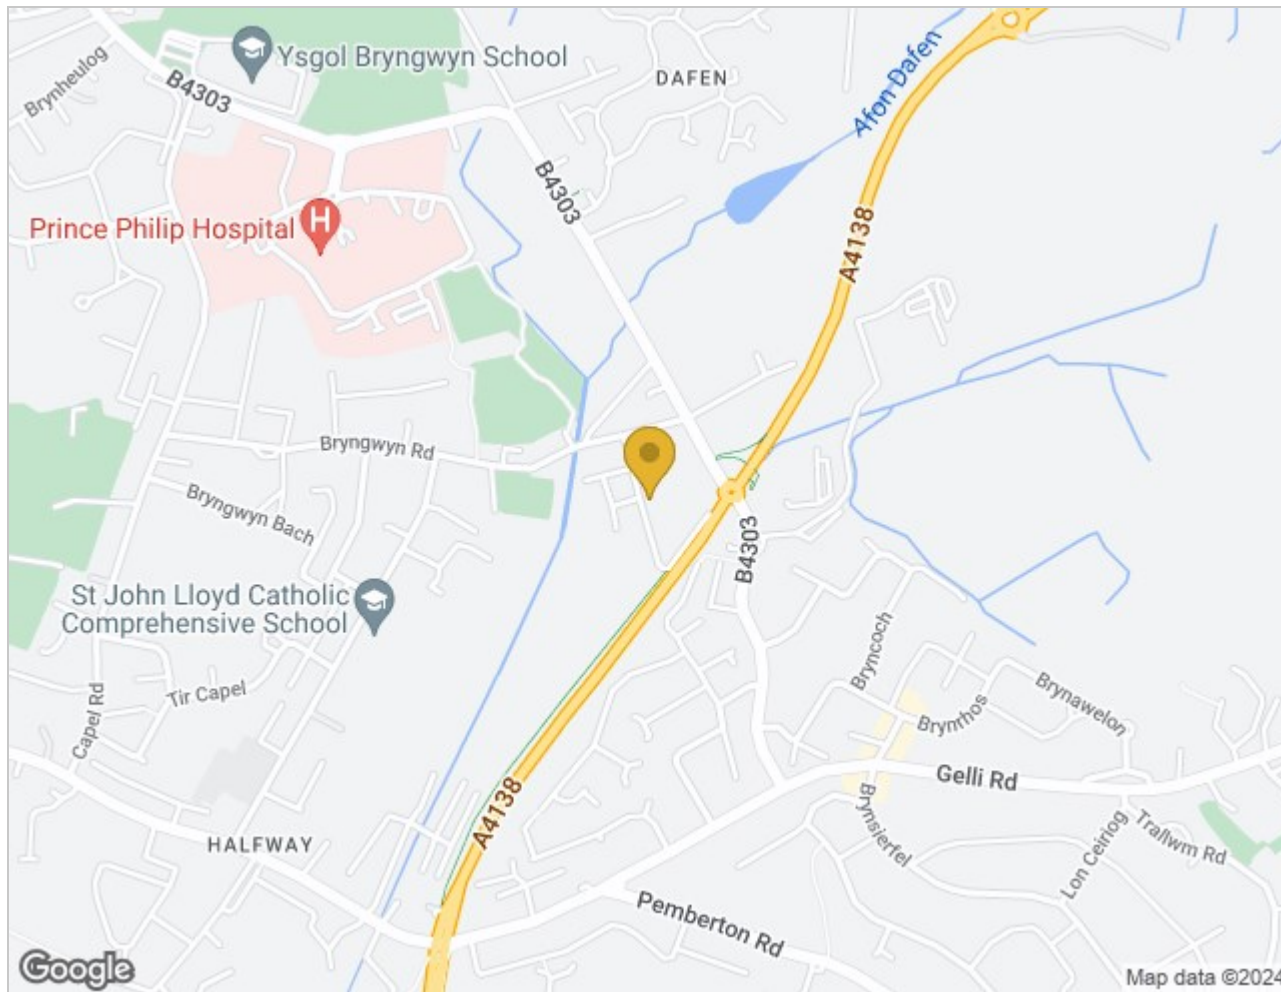 Ysgol Bryngwyn School
Brynheulog
B4303
DAFEN
Afon Dafen
B4303
Prince Philip Hospital
H
A4138
Bryngwyn Rd
Bryngwyn Bach
B4303
St John Lloyd Catholic
Comprehensive School
Bryncoch
Tir Capel
Capel Rd
Brynrhos
Brynawelon
Gelli Rd
A4138
Brynsierfel
Lon Ceiriog
Trallwm Rd
HALFWAY
Pemberton Rd
Google
Map data ©2024